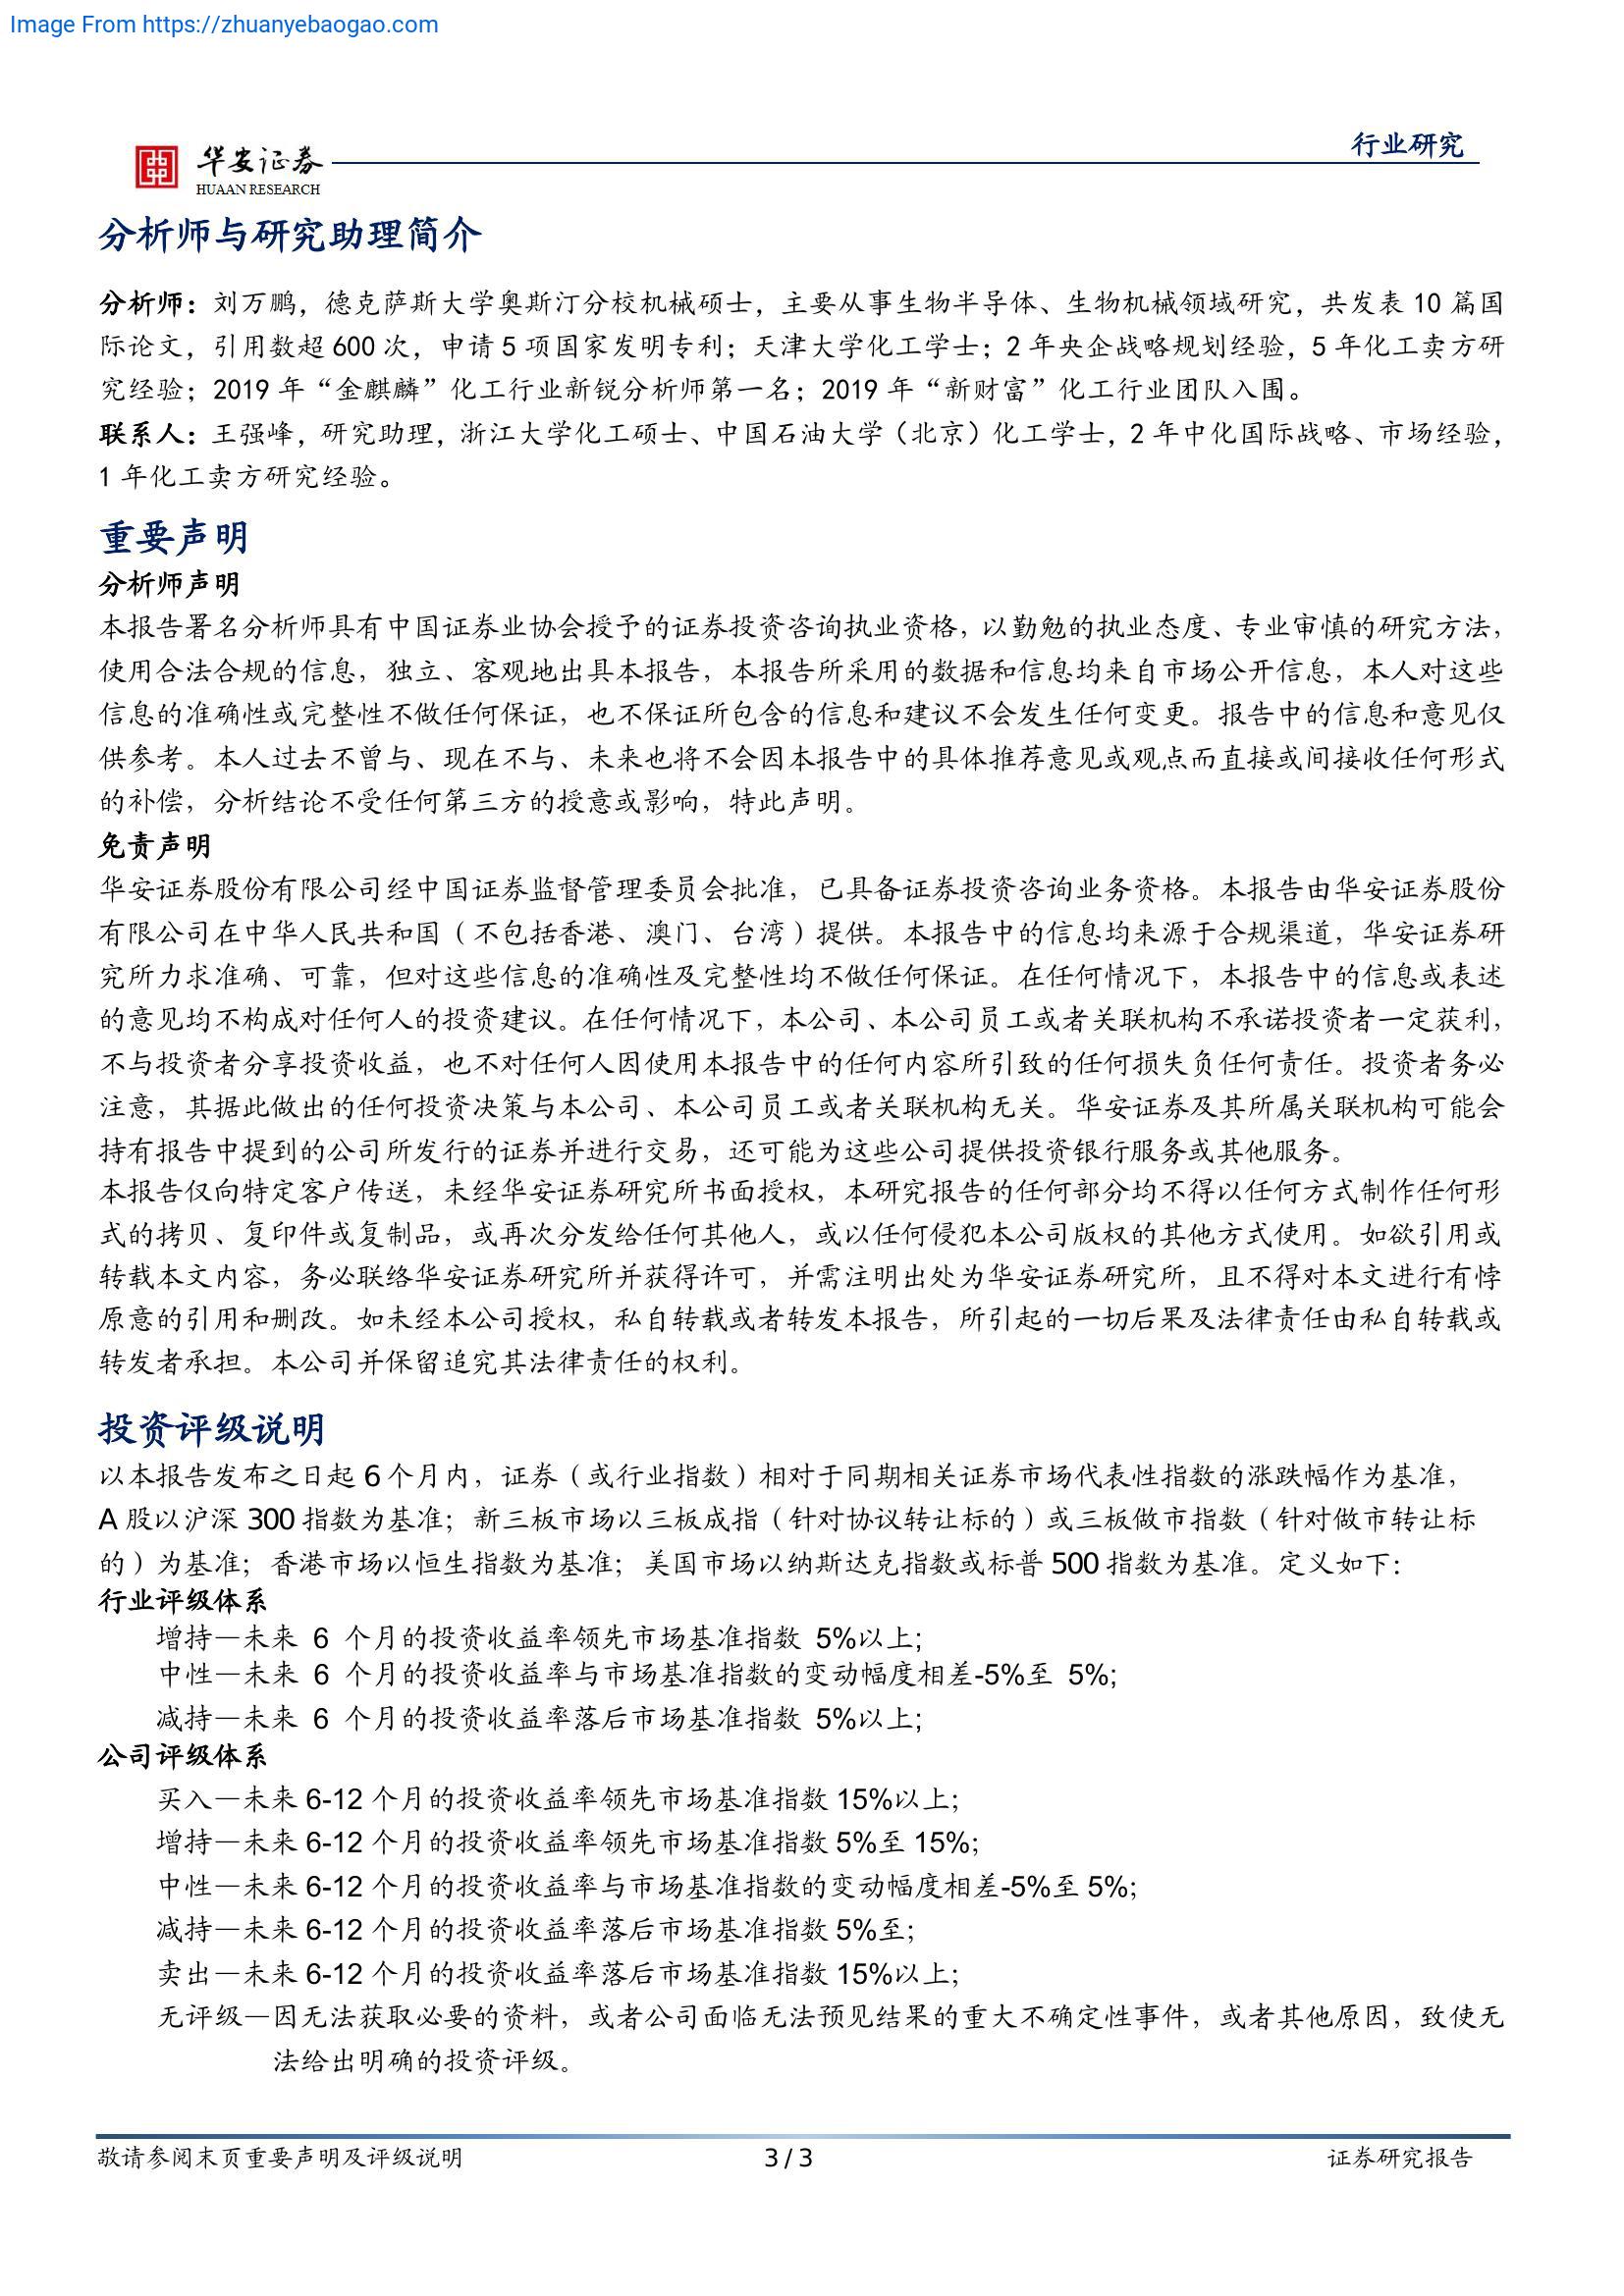 Image From https://zhuanyebaogao.com
行业研究
华安证券
HUAAN RESEARCH
分析师与研究助理简介
分析师：刘万鹏，德克萨斯大学奥斯汀分校机械硕士，主要从事生物半导体、生物机械领域研究，共发表 10 篇国
际论文，引用数超 600 次，申请 5 项国家发明专利；天津大学化工学士；2 年央企战略规划经验，5 年化工卖方研
究经验；2019 年“金麒麟”化工行业新锐分析师第一名；2019 年“新财富”化工行业团队入围。
联系人：王强峰，研究助理，浙江大学化工硕士、中国石油大学（北京）化工学士，2 年中化国际战略、市场经验，
1 年化工卖方研究经验。
重要声明
分析师声明
本报告署名分析师具有中国证券业协会授予的证券投资咨询执业资格，以勤勉的执业态度、专业审慎的研究方法，
使用合法合规的信息，独立、客观地出具本报告，本报告所采用的数据和信息均来自市场公开信息，本人对这些
信息的准确性或完整性不做任何保证，也不保证所包含的信息和建议不会发生任何变更。报告中的信息和意见仅
供参考。本人过去不曾与、现在不与、未来也将不会因本报告中的具体推荐意见或观点而直接或间接收任何形式
的补偿，分析结论不受任何第三方的授意或影响，特此声明。
免责声明
华安证券股份有限公司经中国证券监督管理委员会批准，已具备证券投资咨询业务资格。本报告由华安证券股份
有限公司在中华人民共和国（不包括香港、澳门、台湾）提供。本报告中的信息均来源于合规渠道，华安证券研
究所力求准确、可靠，但对这些信息的准确性及完整性均不做任何保证。在任何情况下，本报告中的信息或表述
的意见均不构成对任何人的投资建议。在任何情况下，本公司、本公司员工或者关联机构不承诺投资者一定获利，
不与投资者分享投资收益，也不对任何人因使用本报告中的任何内容所引致的任何损失负任何责任。投资者务必
注意，其据此做出的任何投资决策与本公司、本公司员工或者关联机构无关。华安证券及其所属关联机构可能会
持有报告中提到的公司所发行的证券并进行交易，还可能为这些公司提供投资银行服务或其他服务。
本报告仅向特定客户传送，未经华安证券研究所书面授权，本研究报告的任何部分均不得以任何方式制作任何形
式的拷贝、复印件或复制品，或再次分发给任何其他人，或以任何侵犯本公司版权的其他方式使用。如欲引用或
转载本文内容，务必联络华安证券研究所并获得许可，并需注明出处为华安证券研究所，且不得对本文进行有悖
原意的引用和删改。如未经本公司授权，私自转载或者转发本报告，所引起的一切后果及法律责任由私自转载或
转发者承担。本公司并保留追究其法律责任的权利。
投资评级说明
以本报告发布之日起 6 个月内，证券（或行业指数）相对于同期相关证券市场代表性指数的涨跌幅作为基准，
A 股以沪深 300 指数为基准；新三板市场以三板成指（针对协议转让标的）或三板做市指数（针对做市转让标
的）为基准；香港市场以恒生指数为基准；美国市场以纳斯达克指数或标普 500 指数为基准。定义如下：
行业评级体系
增持—未来 6 个月的投资收益率领先市场基准指数 5%以上;
中性—未来 6 个月的投资收益率与市场基准指数的变动幅度相差-5%至 5%;
减持—未来 6 个月的投资收益率落后市场基准指数 5%以上;
公司评级体系
买入—未来 6-12 个月的投资收益率领先市场基准指数 15%以上;
增持—未来 6-12 个月的投资收益率领先市场基准指数 5%至 15%;
中性—未来 6-12 个月的投资收益率与市场基准指数的变动幅度相差-5%至 5%;
减持—未来 6-12 个月的投资收益率落后市场基准指数 5%至;
卖出—未来 6-12 个月的投资收益率落后市场基准指数 15%以上;
无评级—因无法获取必要的资料，或者公司面临无法预见结果的重大不确定性事件，或者其他原因，致使无
法给出明确的投资评级。
敬请参阅末页重要声明及评级说明 3 / 3 证券研究报告